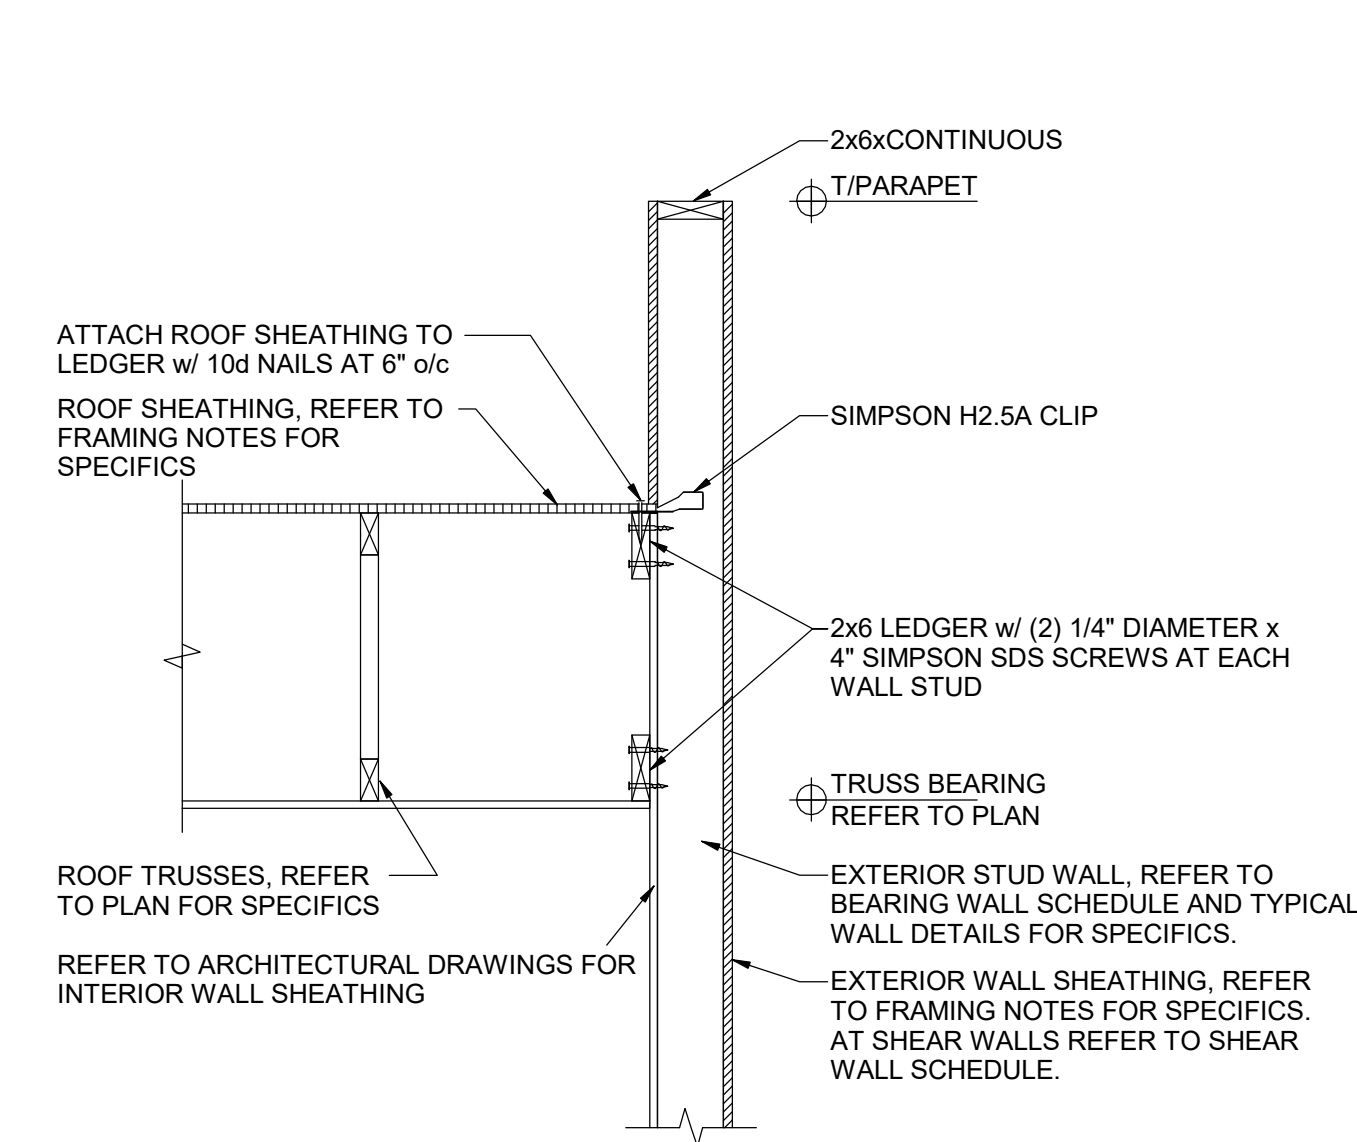 2x6xCONTINUOUS
T/PARAPET
ATTACH ROOF SHEATHING TO
LEDGER w/ 10d NAILS AT 6" o/c
ROOF SHEATHING, REFER TO
FRAMING NOTES FOR
SPECIFICS
SIMPSON H2.5A CLIP
2x6 LEDGER w/ (2) 1/4" DIAMETER x
4" SIMPSON SDS SCREWS AT EACH
WALL STUD
TRUSS BEARING
REFER TO PLAN
ROOF TRUSSES, REFER
TO PLAN FOR SPECIFICS
EXTERIOR STUD WALL, REFER TO
BEARING WALL SCHEDULE AND TYPICAL
WALL DETAILS FOR SPECIFICS.
REFER TO ARCHITECTURAL DRAWINGS FOR
INTERIOR WALL SHEATHING
EXTERIOR WALL SHEATHING, REFER
TO FRAMING NOTES FOR SPECIFICS.
AT SHEAR WALLS REFER TO SHEAR
WALL SCHEDULE.